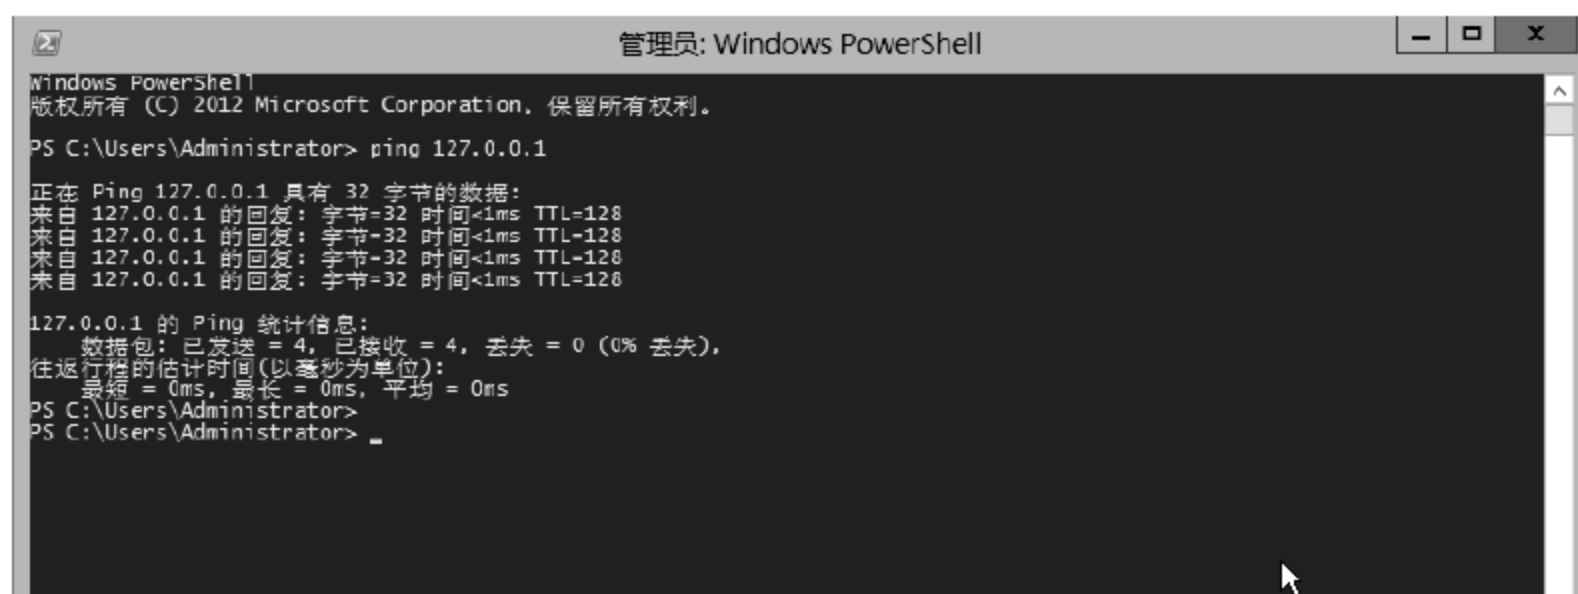 管理员: Windows PowerShell
Windows PowerShell
版权所有 (C) 2012 Microsoft Corporation。保留所有权利。
PS C:\Users\Administrator> ping 127.0.0.1
正在 Ping 127.0.0.1 具有 32 字节的数据:
来自 127.0.0.1 的回复: 字节=32 时间<1ms TTL=128
来自 127.0.0.1 的回复: 字节=32 时间<1ms TTL=128
来自 127.0.0.1 的回复: 字节=32 时间<1ms TTL=128
来自 127.0.0.1 的回复: 字节=32 时间<1ms TTL=128
127.0.0.1 的 Ping 统计信息:
数据包: 已发送 = 4，已接收 = 4，丢失 = 0 (0% 丢失)，
往返行程的估计时间(以毫秒为单位):
最短 = 0ms，最长 = 0ms，平均 = 0ms
PS C:\Users\Administrator>
PS C:\Users\Administrator> _